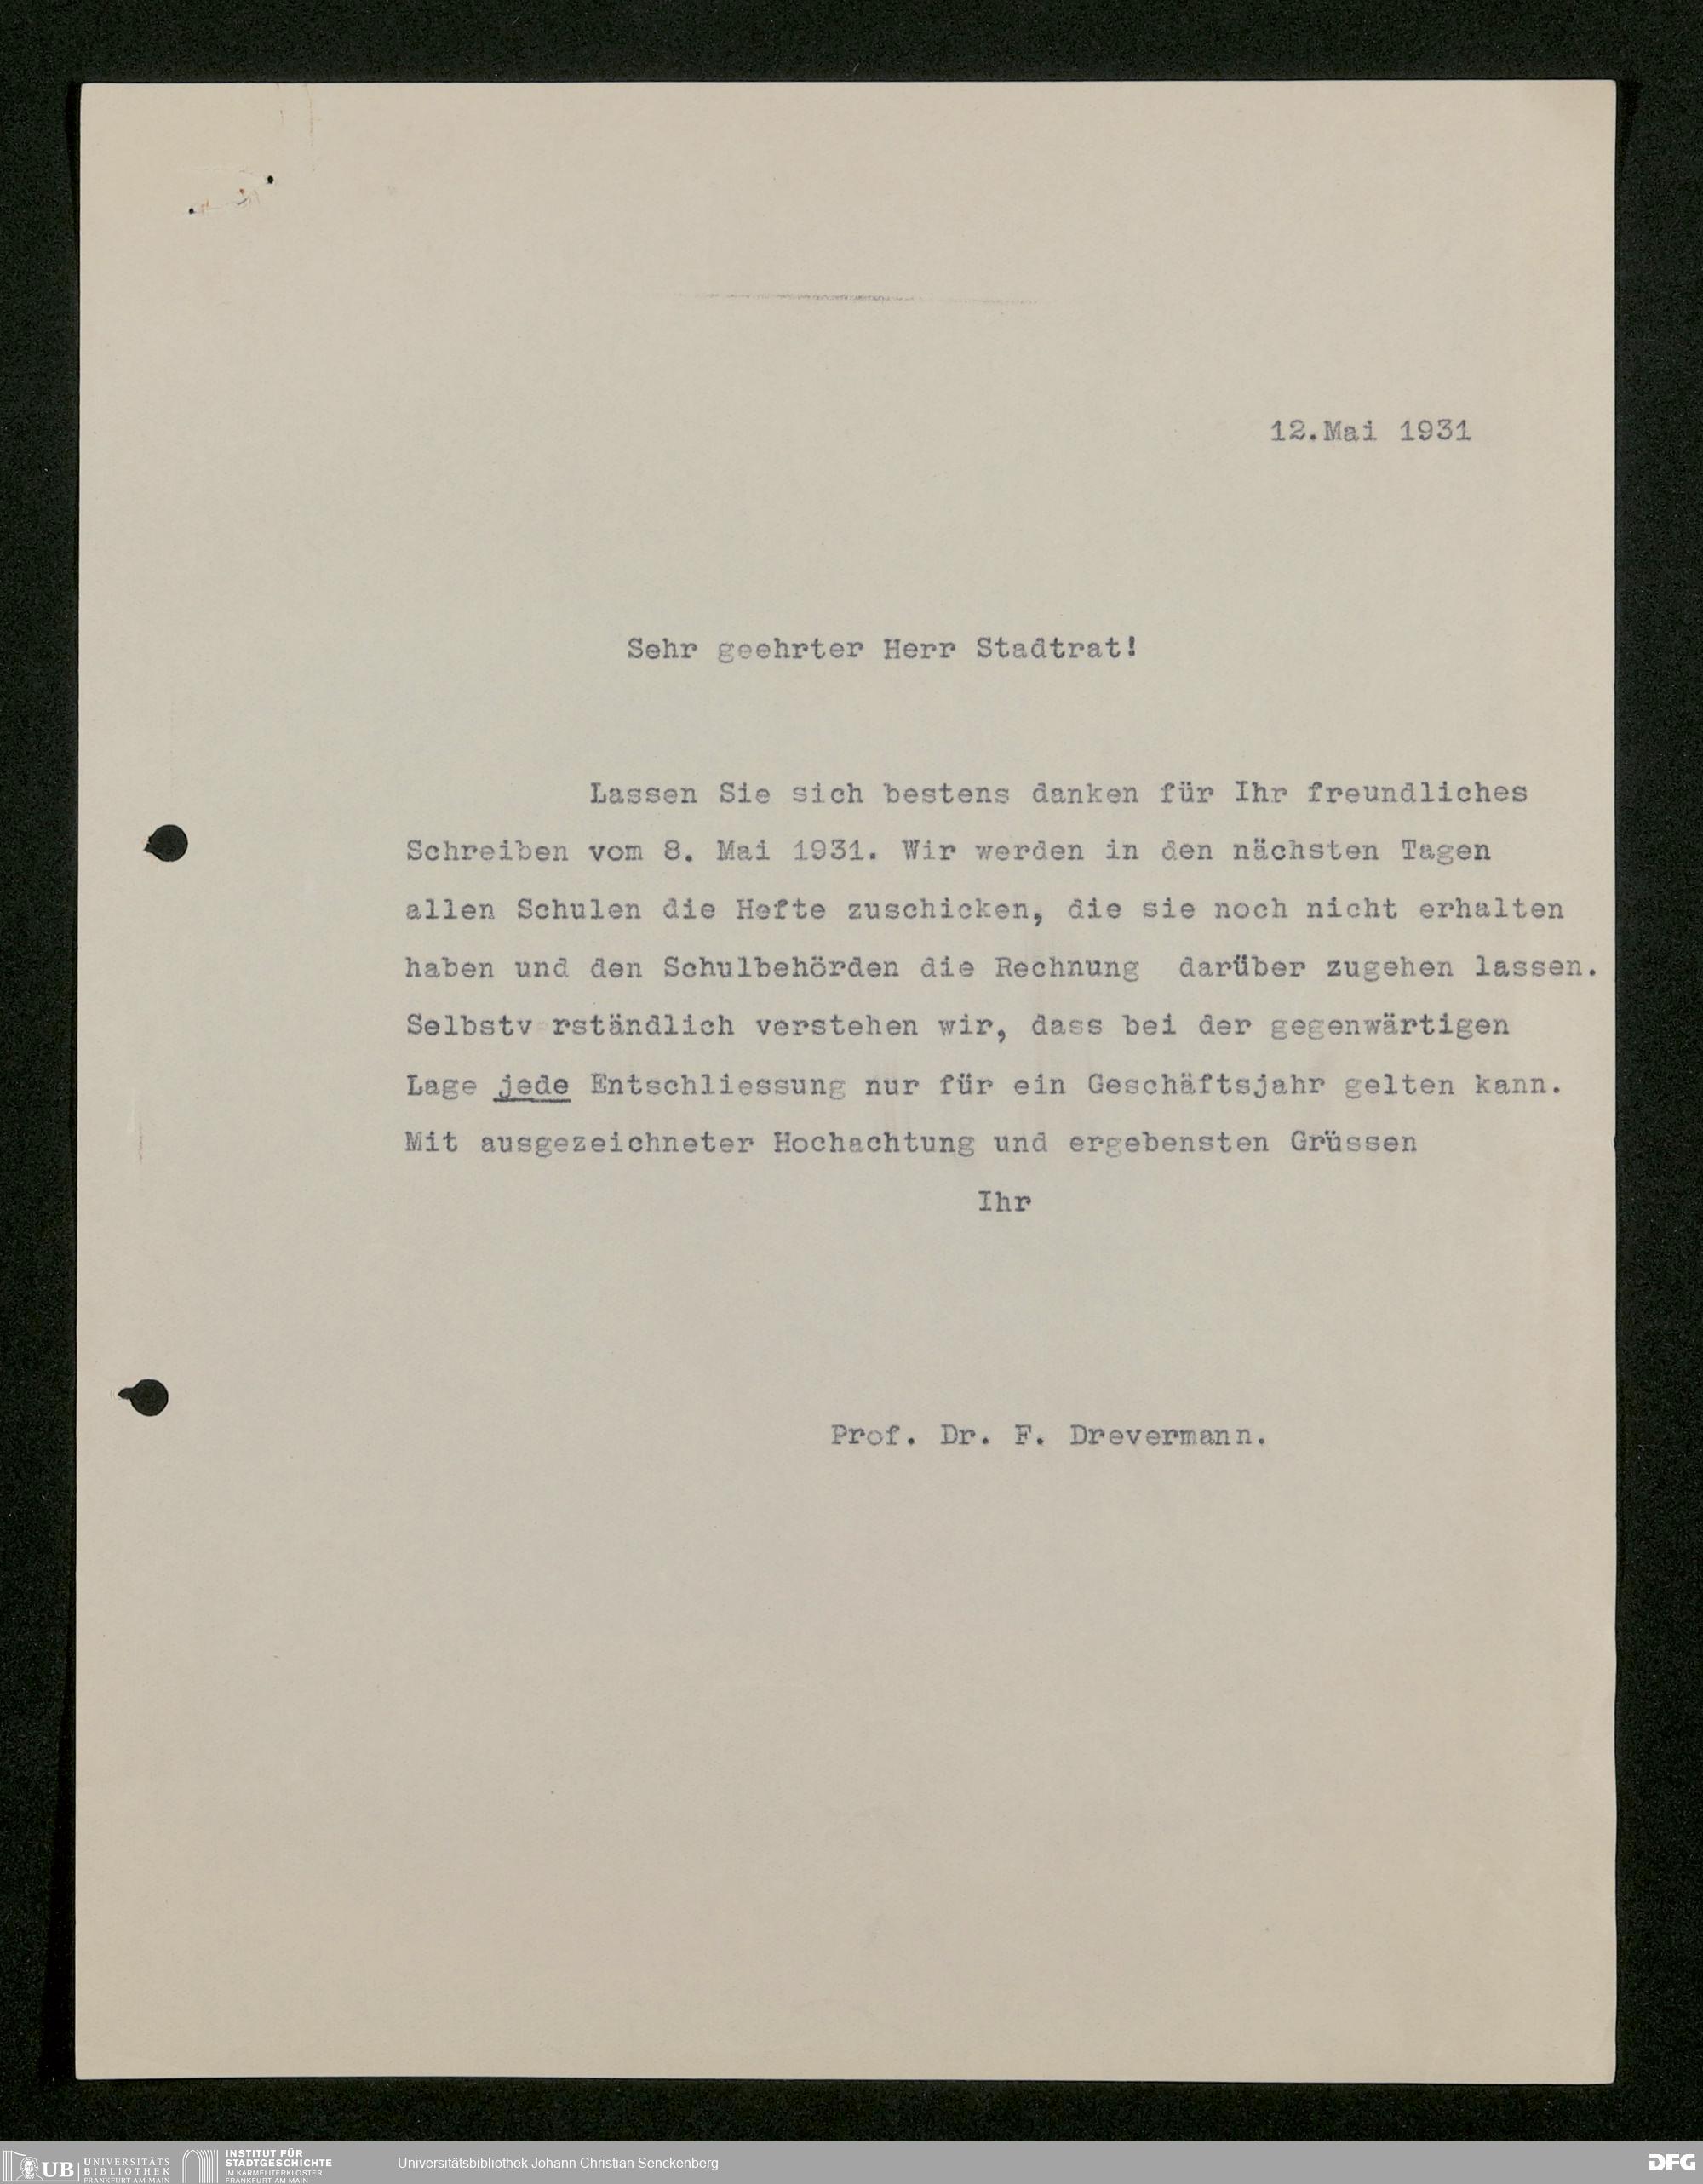 12.Mai 1931
Sehr geehrter Herr Stadtrat!
Lassen Sie sich bestens danken für Ihr freundliches
Schreiben vom 8. Mai 1931. Wir werden in den nächsten Tagen
allen Schulen die Hefte zuschicken, die sie noch nicht erhalten
haben und den Schulbehörden die Rechnung darüber zugehen lassen.
Selbstv rständlich verstehen wir, dass bei der gegenwärtigen
Lage jede Entschliessung nur für ein Geschäftsjahr gelten kann.
Mit ausgezeichneter Hochachtung und ergebensten Grüssen
Ihr
Prof. Dr. F. Drevermann.
UB UNIVERSITÄTS
BIBLIOTHEK
FRANKFURT AM MAIN
INSTITUT FÜR
STADTGESCHICHTE
IM KARMELITERKLOSTER
FRANKFURT AM MAIN
Universitätsbibliothek Johann Christian Senckenberg
DFG